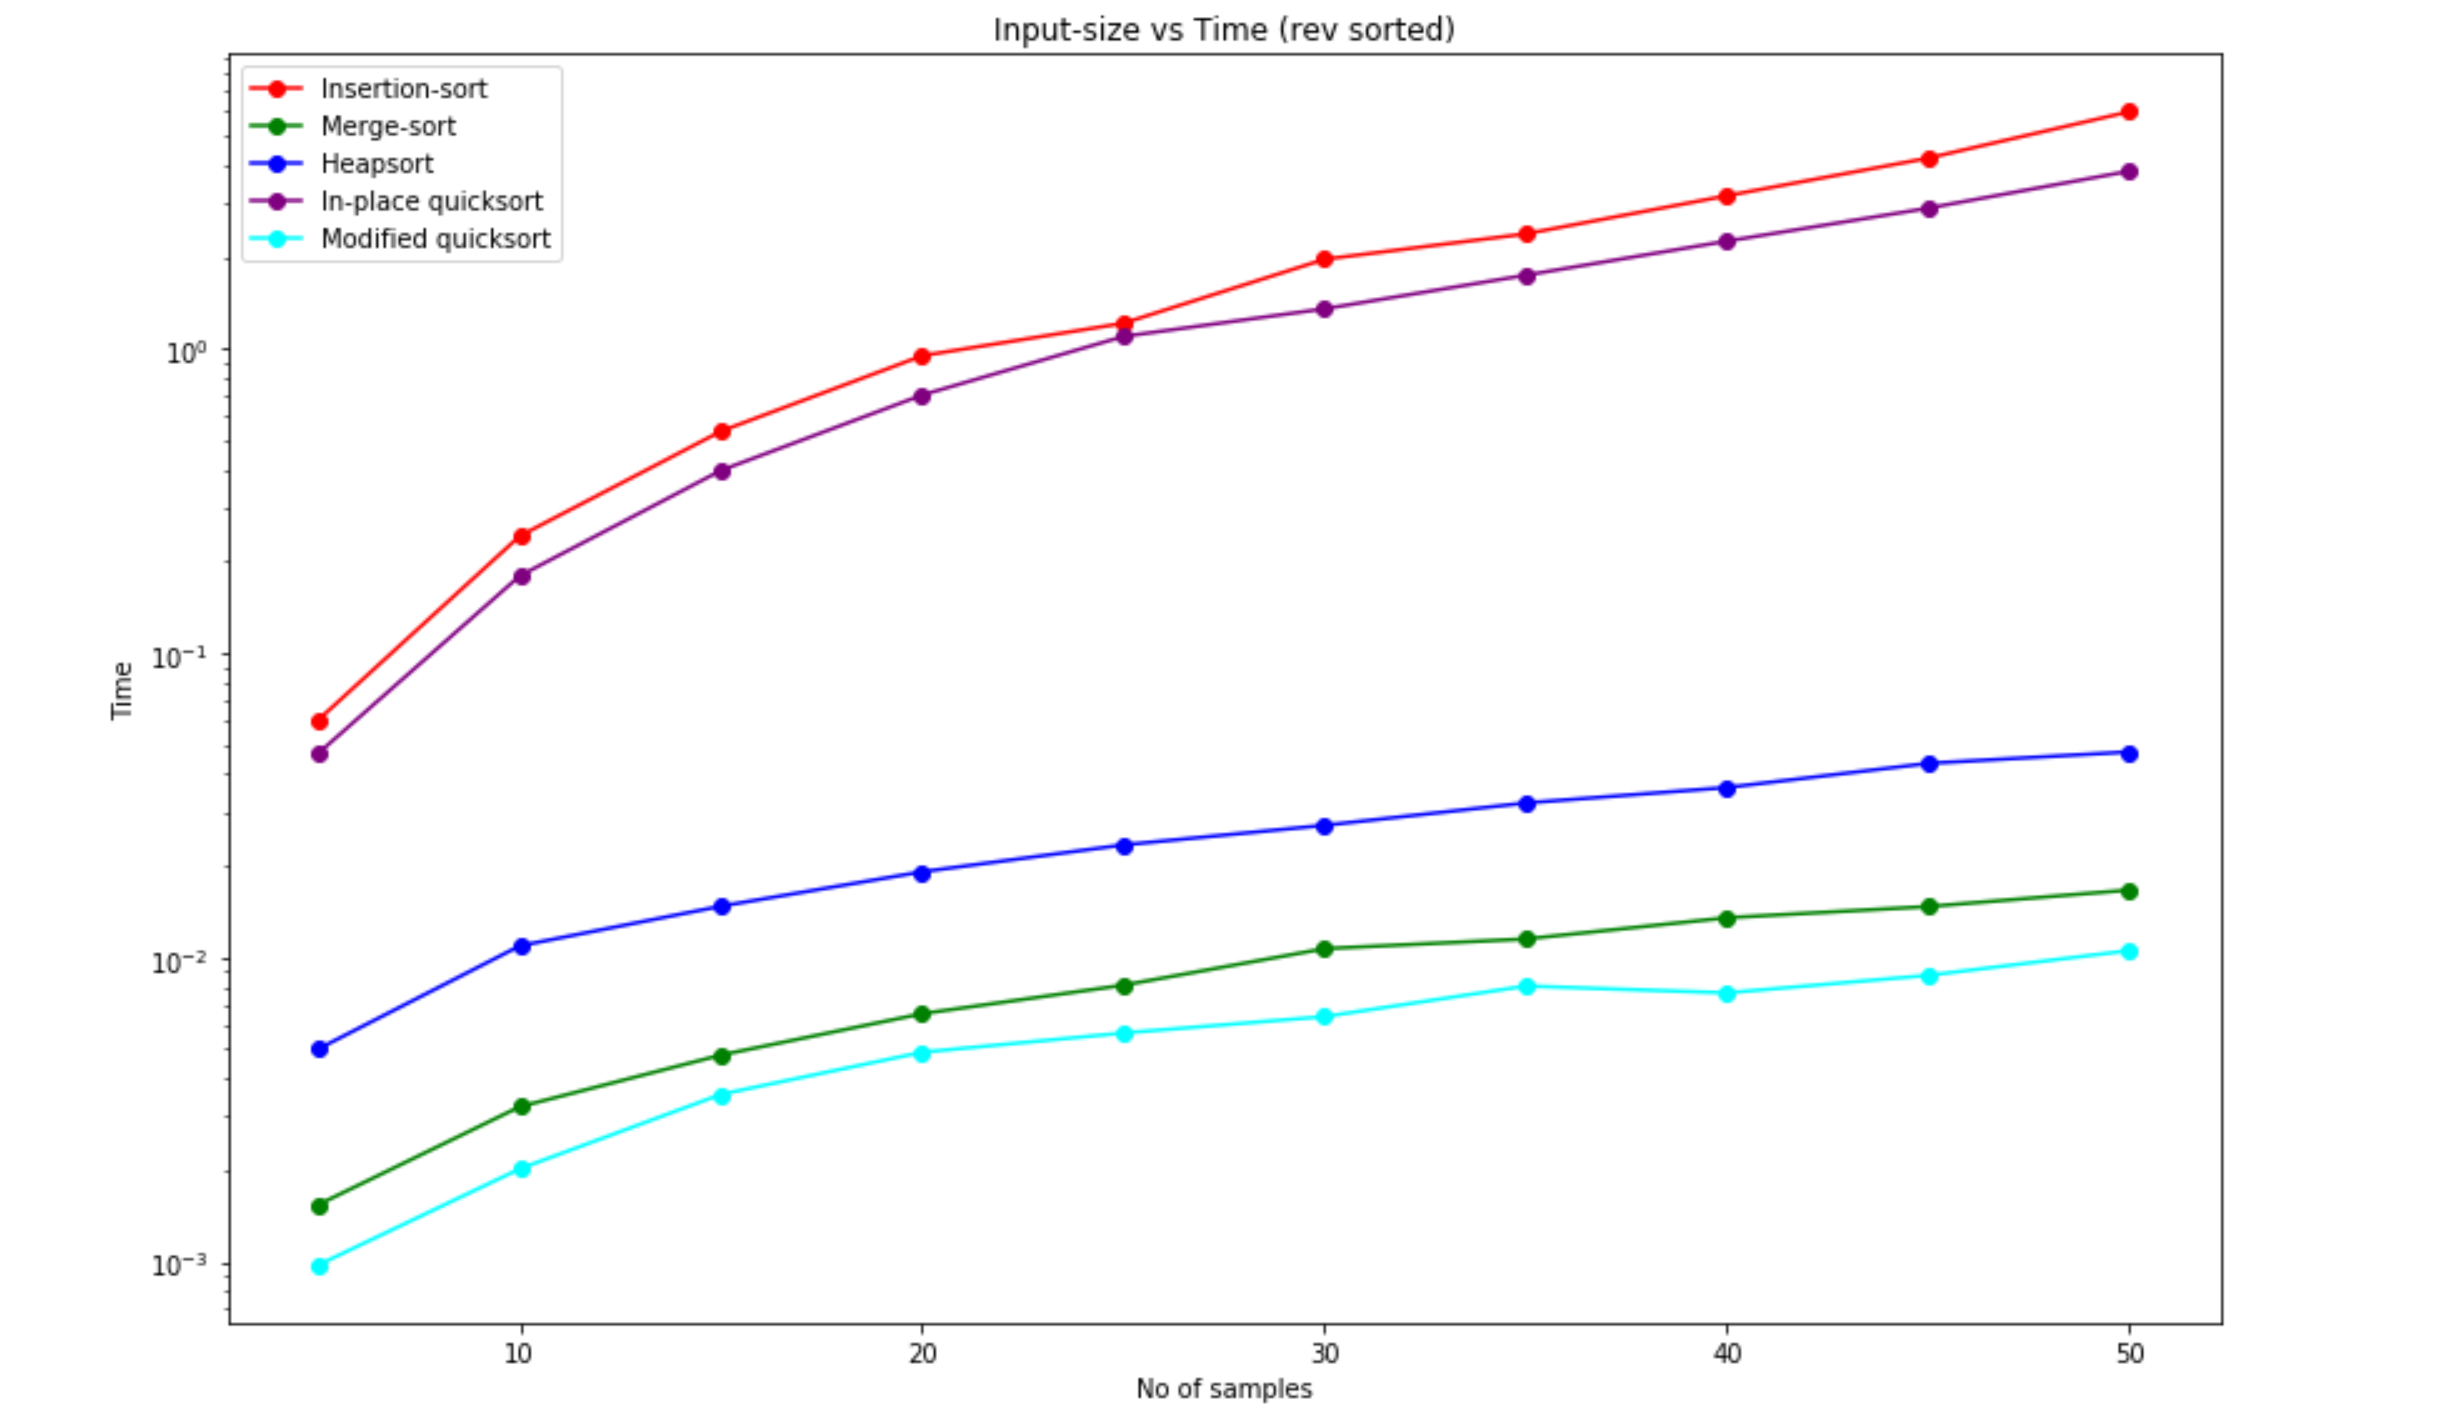 Input-size vs Time (rev sorted)
Insertion-sort
Merge-sort
Heapsort
In-place quicksort
Modified quicksort
10⁰
10⁻¹
10⁻²
10⁻³
Time
10 20 30 40 50
No of samples